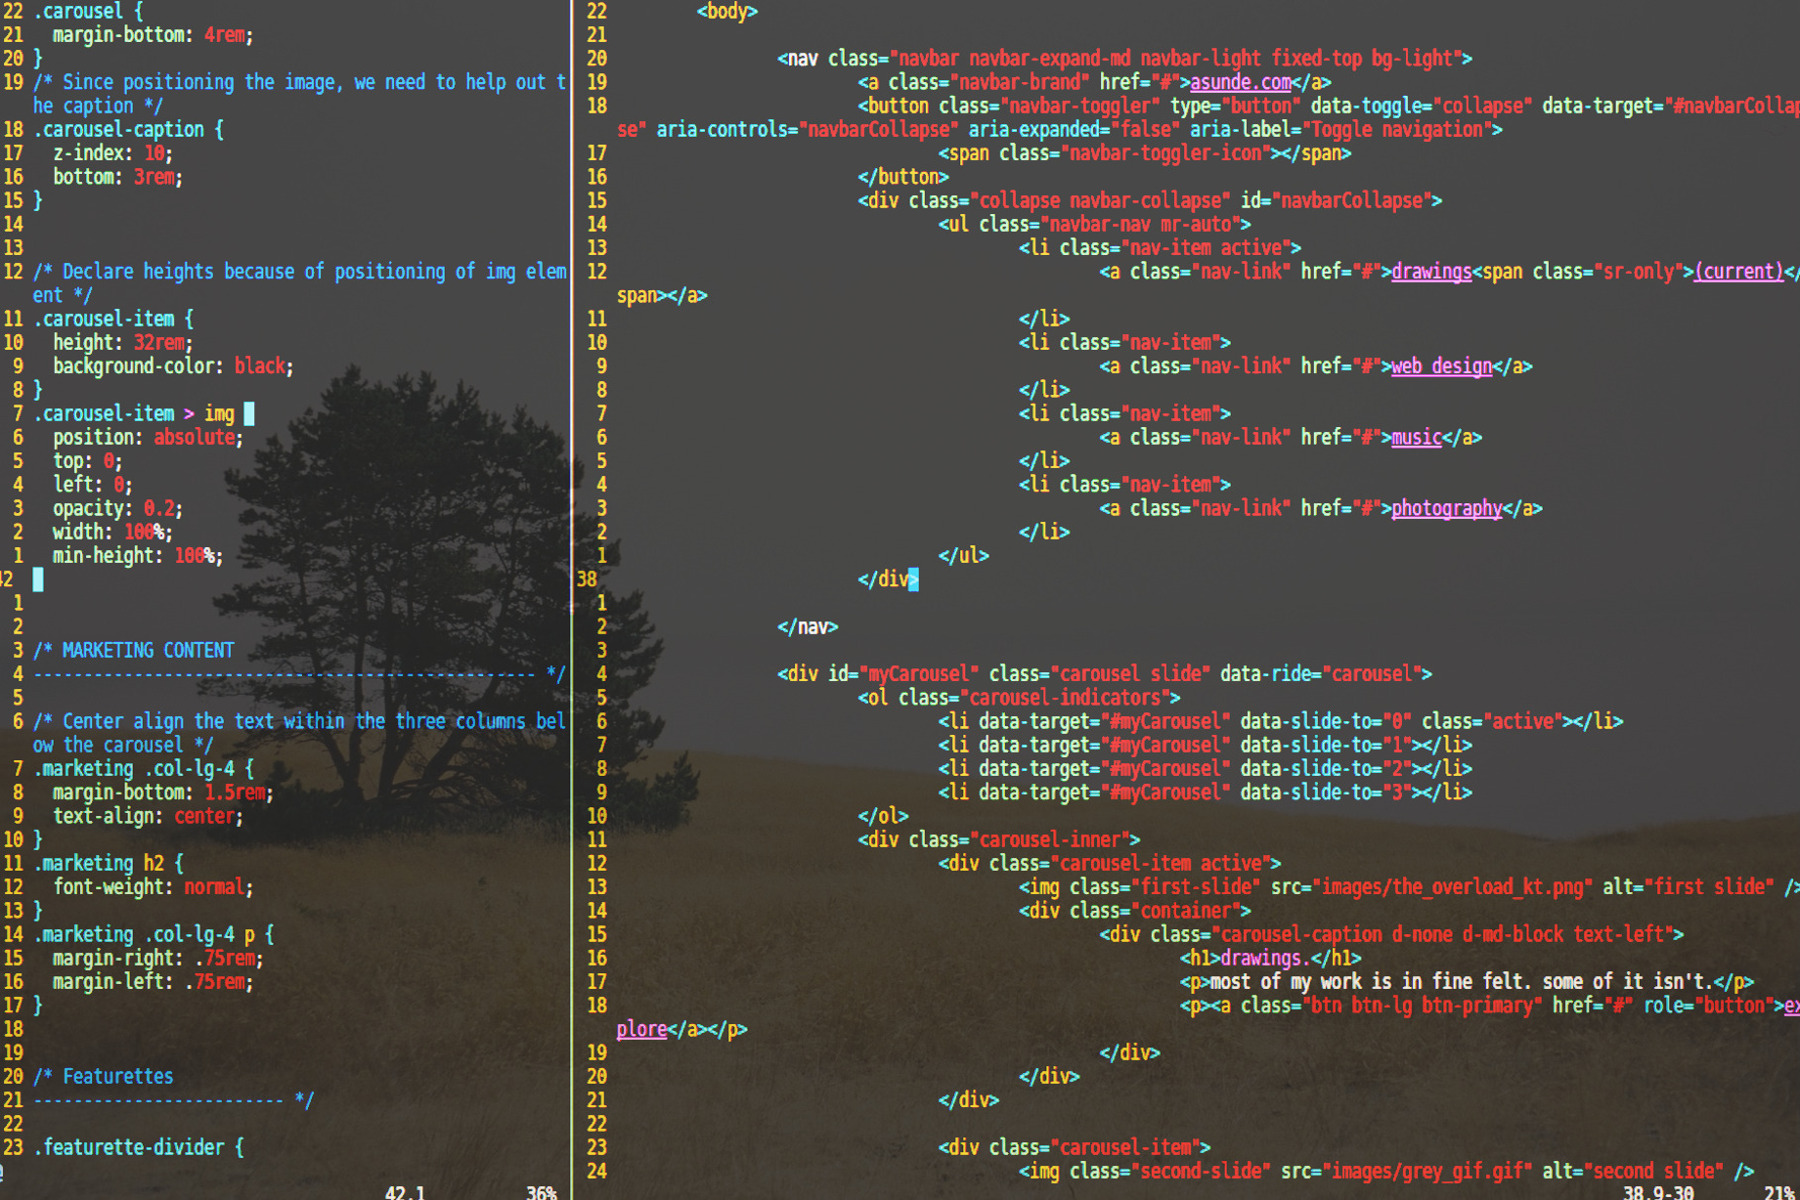 22 .carousel {
21   margin-bottom: 4rem;
20 }
19 /* Since positioning the image, we need to help out t
he caption */
18 .carousel-caption {
17   z-index: 10;
16   bottom: 3rem;
15 }
14
13
12 /* Declare heights because of positioning of img elem
ent */
11 .carousel-item {
10   height: 32rem;
9   background-color: black;
8 }
7 .carousel-item > img
6   position: absolute;
5   top: 0;
4   left: 0;
3   opacity: 0.2;
2   width: 100%;
1   min-height: 100%;
42
1
2
3 /* MARKETING CONTENT
4 -------------------------------------------------- */
5
6 /* Center align the text within the three columns bel
ow the carousel */
7 .marketing .col-lg-4 {
8   margin-bottom: 1.5rem;
9   text-align: center;
10 }
11 .marketing h2 {
12   font-weight: normal;
13 }
14 .marketing .col-lg-4 p {
15   margin-right: .75rem;
16   margin-left: .75rem;
17 }
18
19
20 /* Featurettes
21 ------------------------- */
22
23 .featurette-divider {
@
42,1 36%
22 <body>
21
20 <nav class="navbar navbar-expand-md navbar-light fixed-top bg-light">
19 <a class="navbar-brand" href="#">asunde.com</a>
18 <button class="navbar-toggler" type="button" data-toggle="collapse" data-target="#navbarCollap
se" aria-controls="navbarCollapse" aria-expanded="false" aria-label="Toggle navigation">
17 <span class="navbar-toggler-icon"></span>
16 </button>
15 <div class="collapse navbar-collapse" id="navbarCollapse">
14 <ul class="navbar-nav mr-auto">
13 <li class="nav-item active">
12 <a class="nav-link" href="#">drawings<span class="sr-only">(current)</
span></a>
11 </li>
10 <li class="nav-item">
9 <a class="nav-link" href="#">web design</a>
8 </li>
7 <li class="nav-item">
6 <a class="nav-link" href="#">music</a>
5 </li>
4 <li class="nav-item">
3 <a class="nav-link" href="#">photography</a>
2 </li>
1 </ul>
38 </div>
1
2 </nav>
3
4 <div id="myCarousel" class="carousel slide" data-ride="carousel">
5 <ol class="carousel-indicators">
6 <li data-target="#myCarousel" data-slide-to="0" class="active"></li>
7 <li data-target="#myCarousel" data-slide-to="1"></li>
8 <li data-target="#myCarousel" data-slide-to="2"></li>
9 <li data-target="#myCarousel" data-slide-to="3"></li>
10 </ol>
11 <div class="carousel-inner">
12 <div class="carousel-item active">
13 <img class="first-slide" src="images/the_overload_kt.png" alt="first slide" />
14 <div class="container">
15 <div class="carousel-caption d-none d-md-block text-left">
16 <h1>drawings.</h1>
17 <p>most of my work is in fine felt. some of it isn't.</p>
18 <p><a class="btn btn-lg btn-primary" href="#" role="button">ex
plore</a></p>
19 </div>
20 </div>
21 </div>
22
23 <div class="carousel-item">
24 <img class="second-slide" src="images/grey_gif.gif" alt="second slide" />
38,9-30 21%